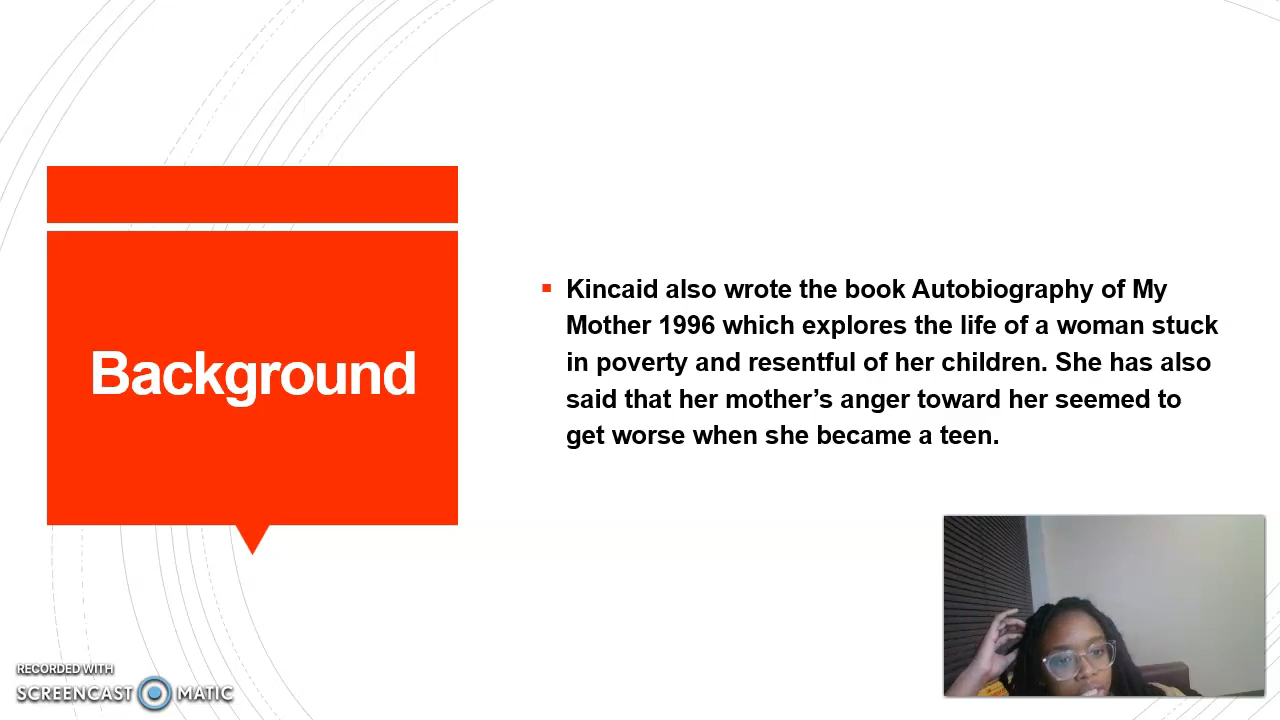 Background
Kincaid also wrote the book Autobiography of My
Mother 1996 which explores the life of a woman stuck
in poverty and resentful of her children. She has also
said that her mother’s anger toward her seemed to
get worse when she became a teen.
RECORDED WITH
SCREENCAST MATIC